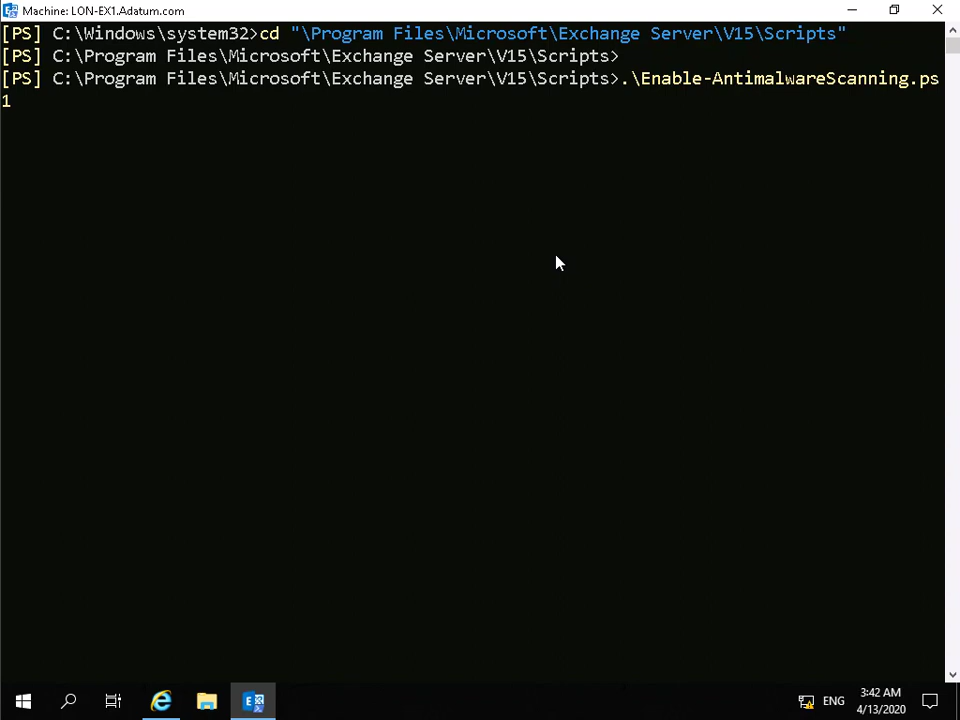 Machine: LON-EX1.Adatum.com
[PS] C:\Windows\system32>cd "\Program Files\Microsoft\Exchange Server\V15\Scripts"
[PS] C:\Program Files\Microsoft\Exchange Server\V15\Scripts>
[PS] C:\Program Files\Microsoft\Exchange Server\V15\Scripts>.\Enable-AntimalwareScanning.ps
1
ENG
3:42 AM
4/13/2020